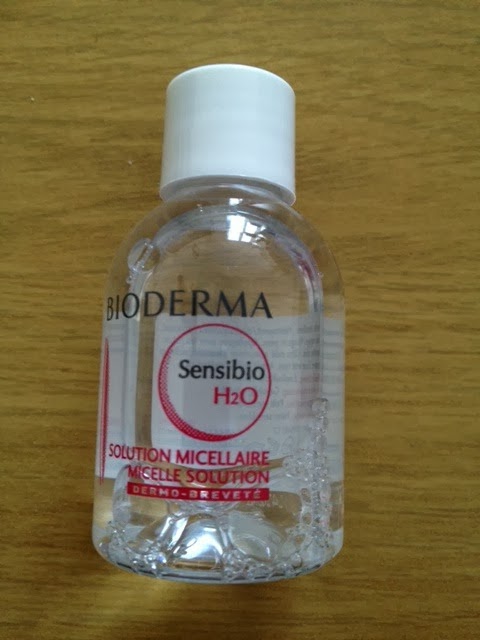 BIODERMA
Sensibio
H2O
SOLUTION MICELLAIRE
MICELLE SOLUTION
DERMO-BREVETÉ